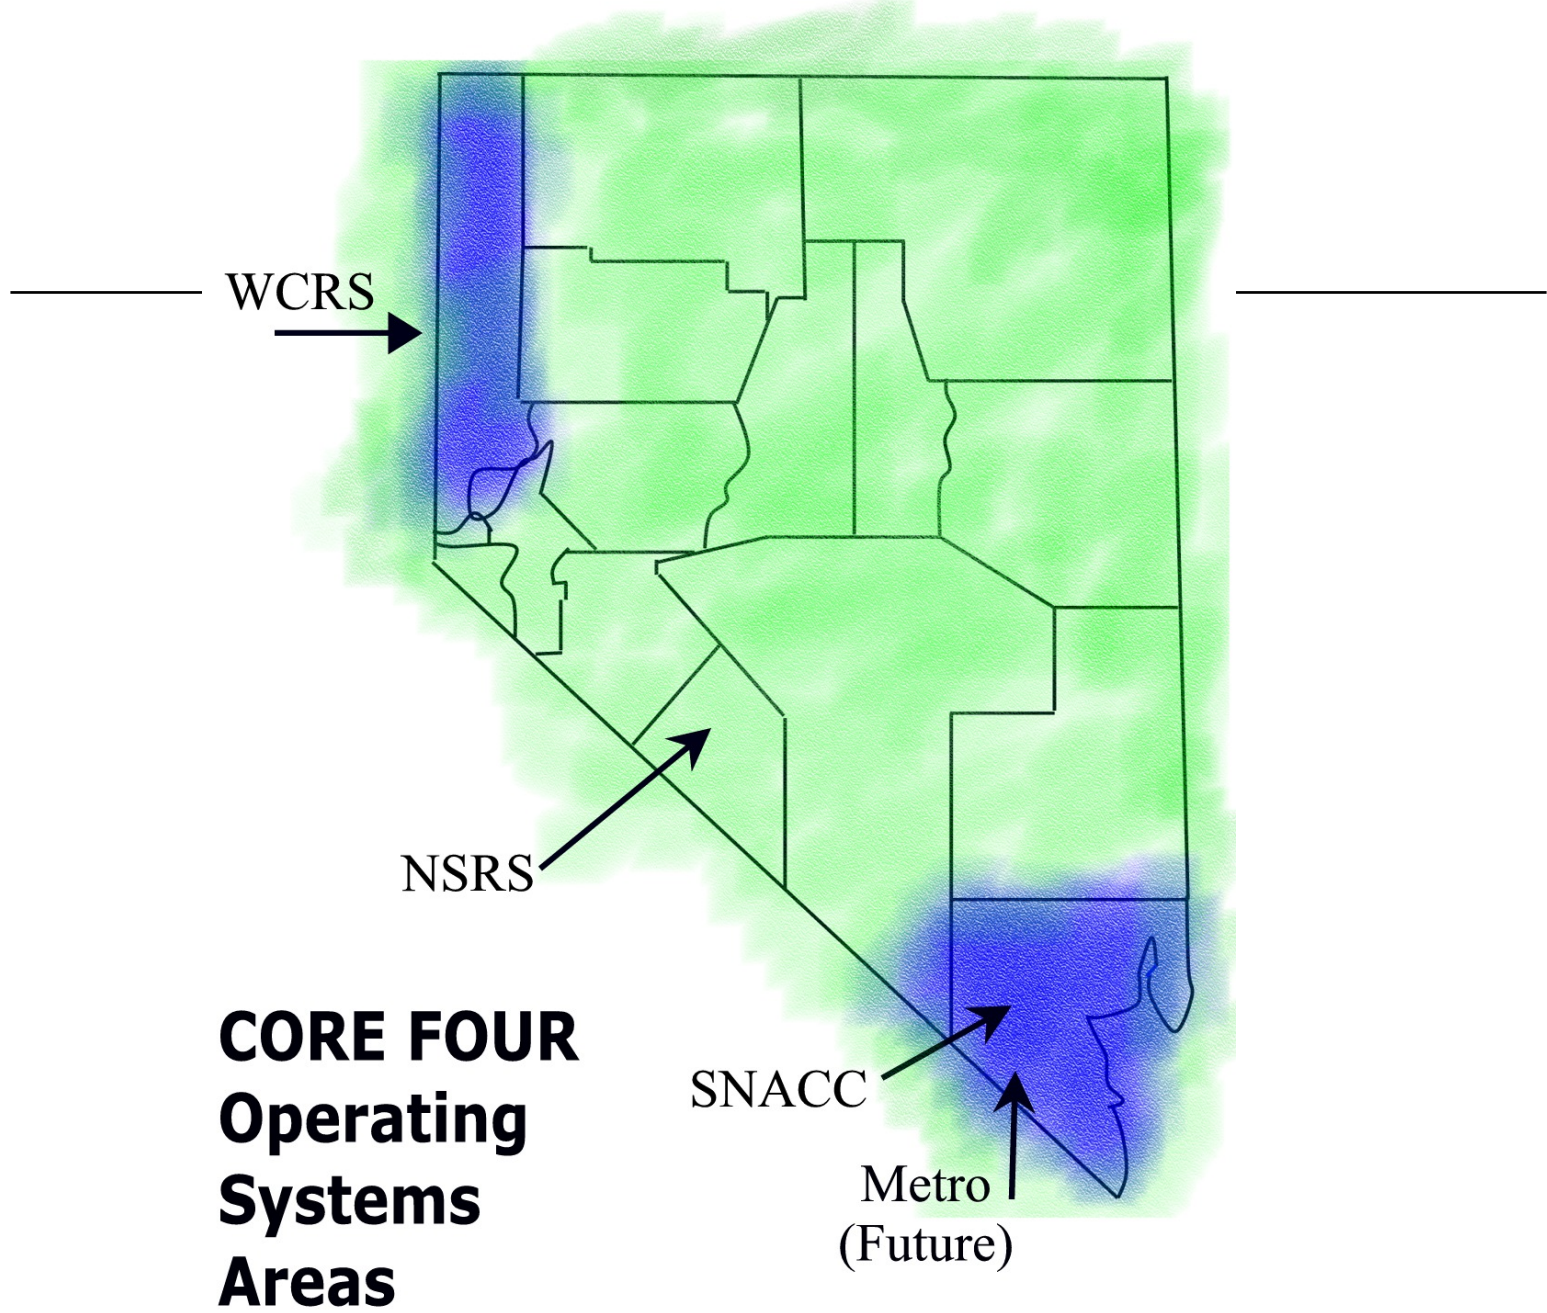 WCRS
NSRS
CORE FOUR
Operating
Systems
Areas
SNACC
Metro
(Future)